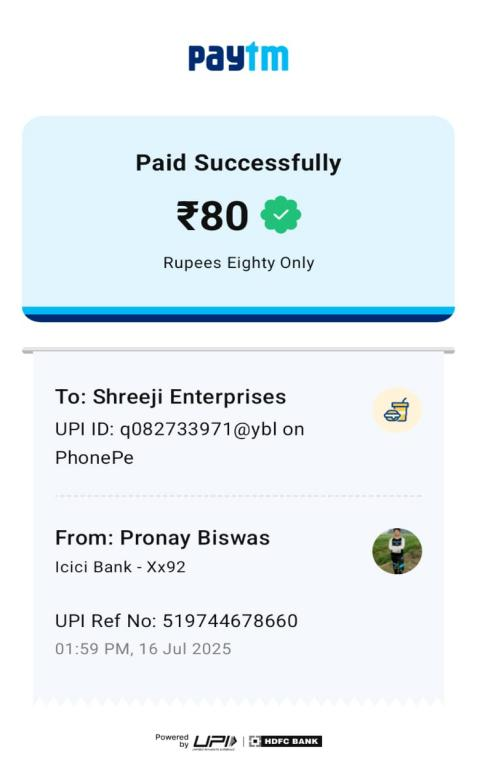 paytm
Paid Successfully
₹80
Rupees Eighty Only
To: Shreeji Enterprises
UPI ID: q082733971@ybl on
PhonePe
From: Pronay Biswas
Icici Bank - Xx92
UPI Ref No: 519744678660
01:59 PM, 16 Jul 2025
Powered
by
UPI
HDFC BANK